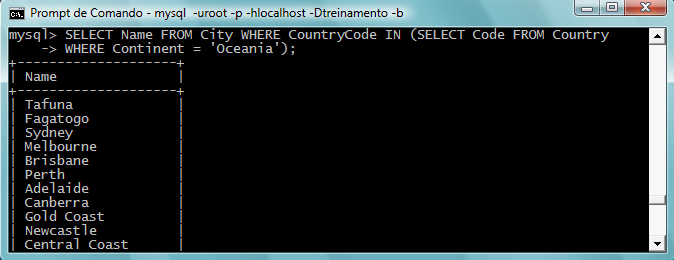 Prompt de Comando - mysql  -uroot -p -hlocalhost -Dtreinamento -b
mysql> SELECT Name FROM City WHERE CountryCode IN (SELECT Code FROM Country
    -> WHERE Continent = 'Oceania');
+--------------------+
| Name               |
+--------------------+
| Tafuna             |
| Fagatogo           |
| Sydney             |
| Melbourne          |
| Brisbane           |
| Perth              |
| Adelaide           |
| Canberra           |
| Gold Coast         |
| Newcastle          |
| Central Coast      |